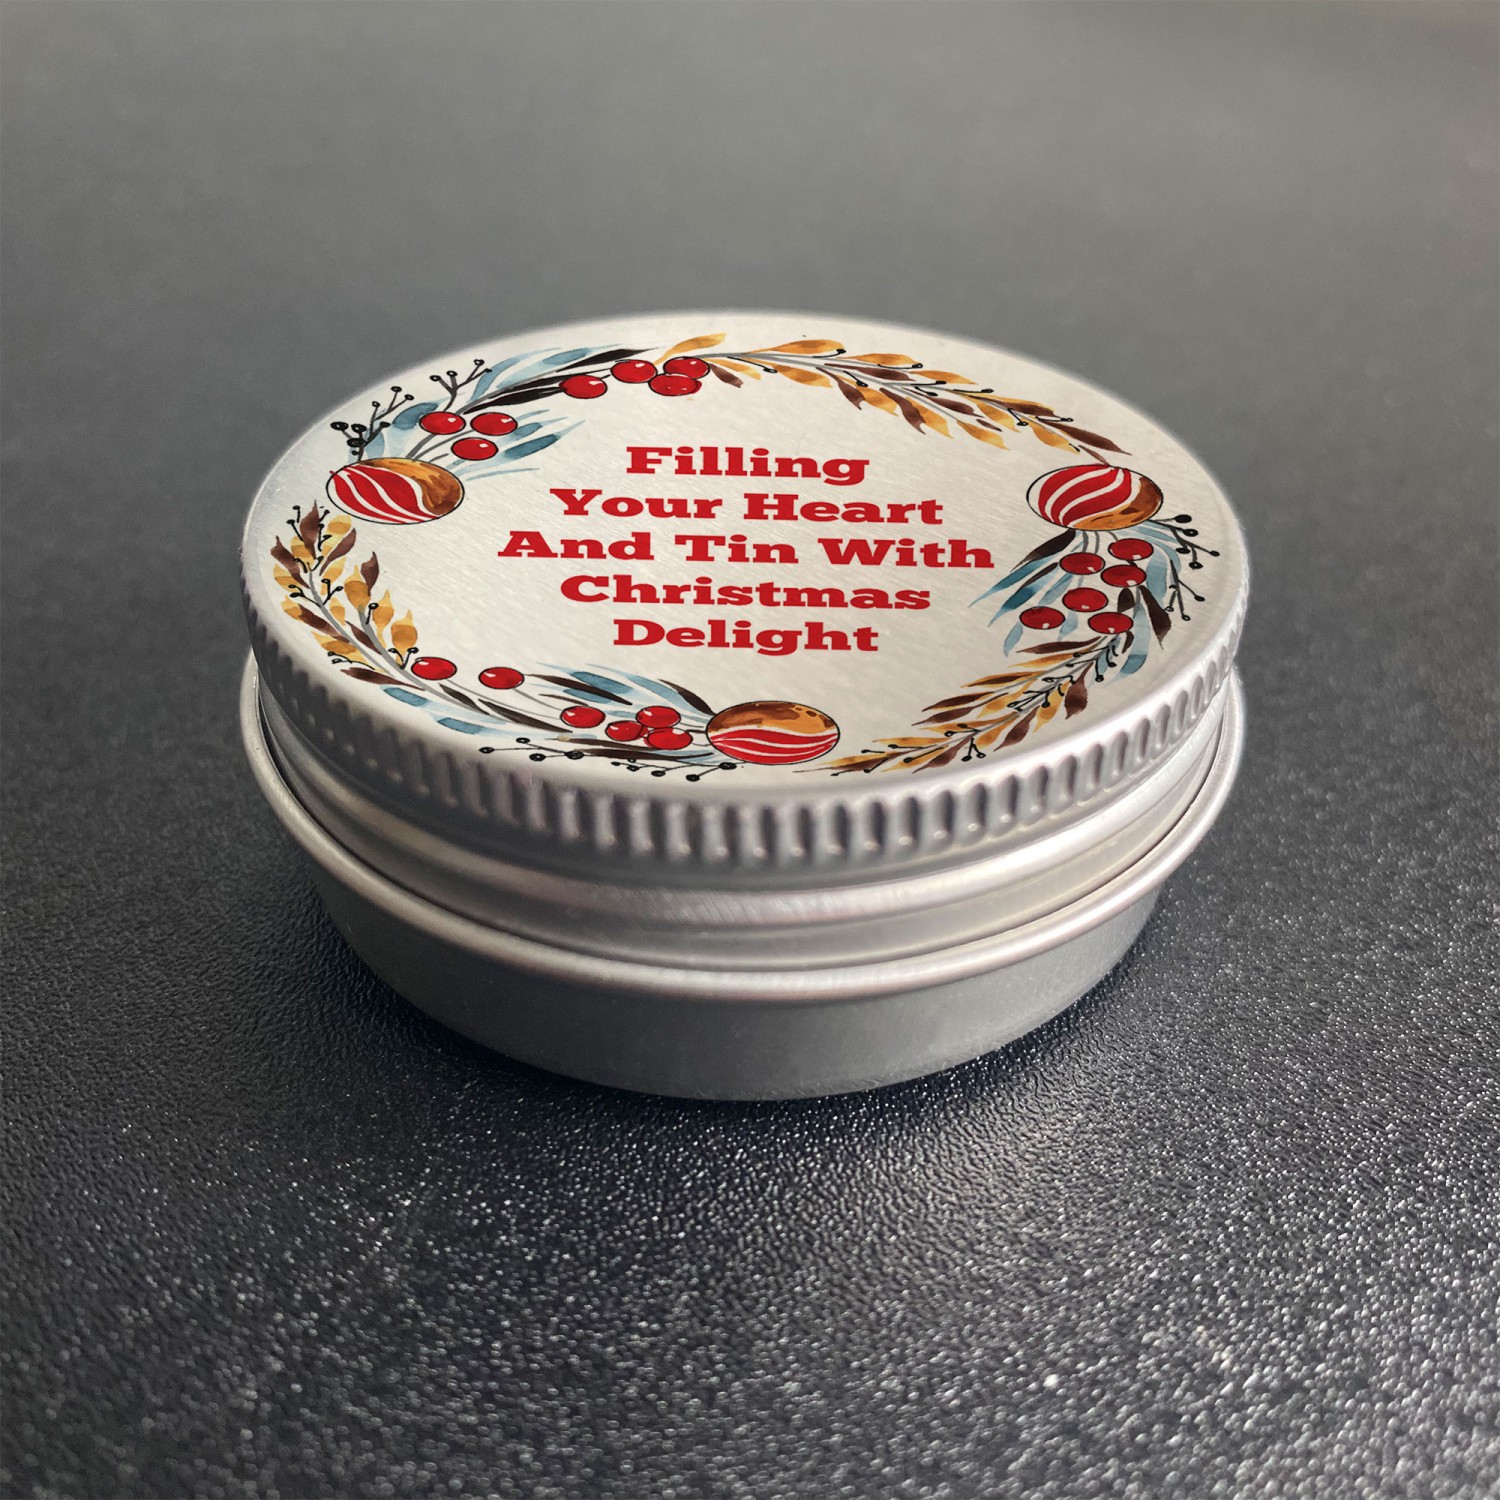 Filling
Your Heart
And Tin With
Christmas
Delight